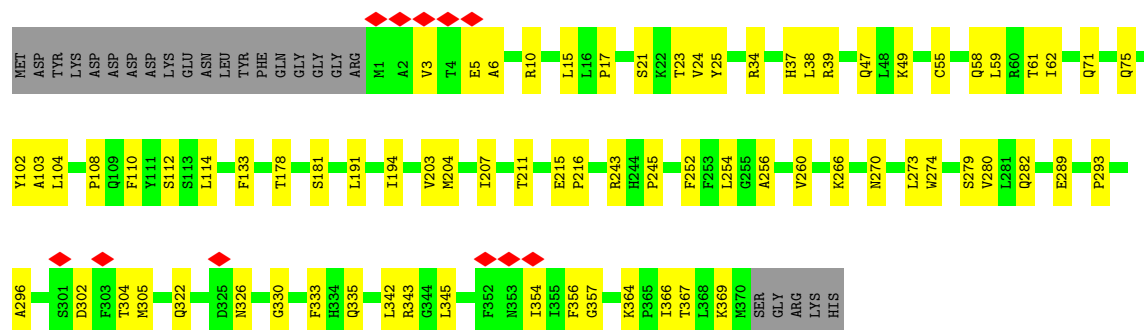 MET ASP TYR LYS ASP ASP ASP ASP LYS GLU ASN LEU TYR PHE GLN GLY GLY GLY ARG M1 A2 V3 T4 E5 A6 R10 L15 L16 P17 S21 K22 T23 V24 Y25 R34 H37 L38 R39 Q47 L48 K49 C55 Q58 L59 R60 T61 I62 Q71 Q75
Y102 A103 L104 P108 Q109 F110 Y111 S112 S113 L114 F133 T178 S181 L191 I194 V203 M204 I207 T211 E215 P216 R243 H244 P245 F252 F253 L254 G255 A256 V260 K266 N270 L273 W274 S279 V280 L281 Q282 E289 P293
A296 S301 D302 F303 T304 M305 Q322 D325 N326 G330 F333 H334 Q335 L342 R343 G344 L345 F352 N353 I354 I355 F356 G357 K364 P365 I366 T367 L368 K369 M370 SER GLY ARG LYS HIS